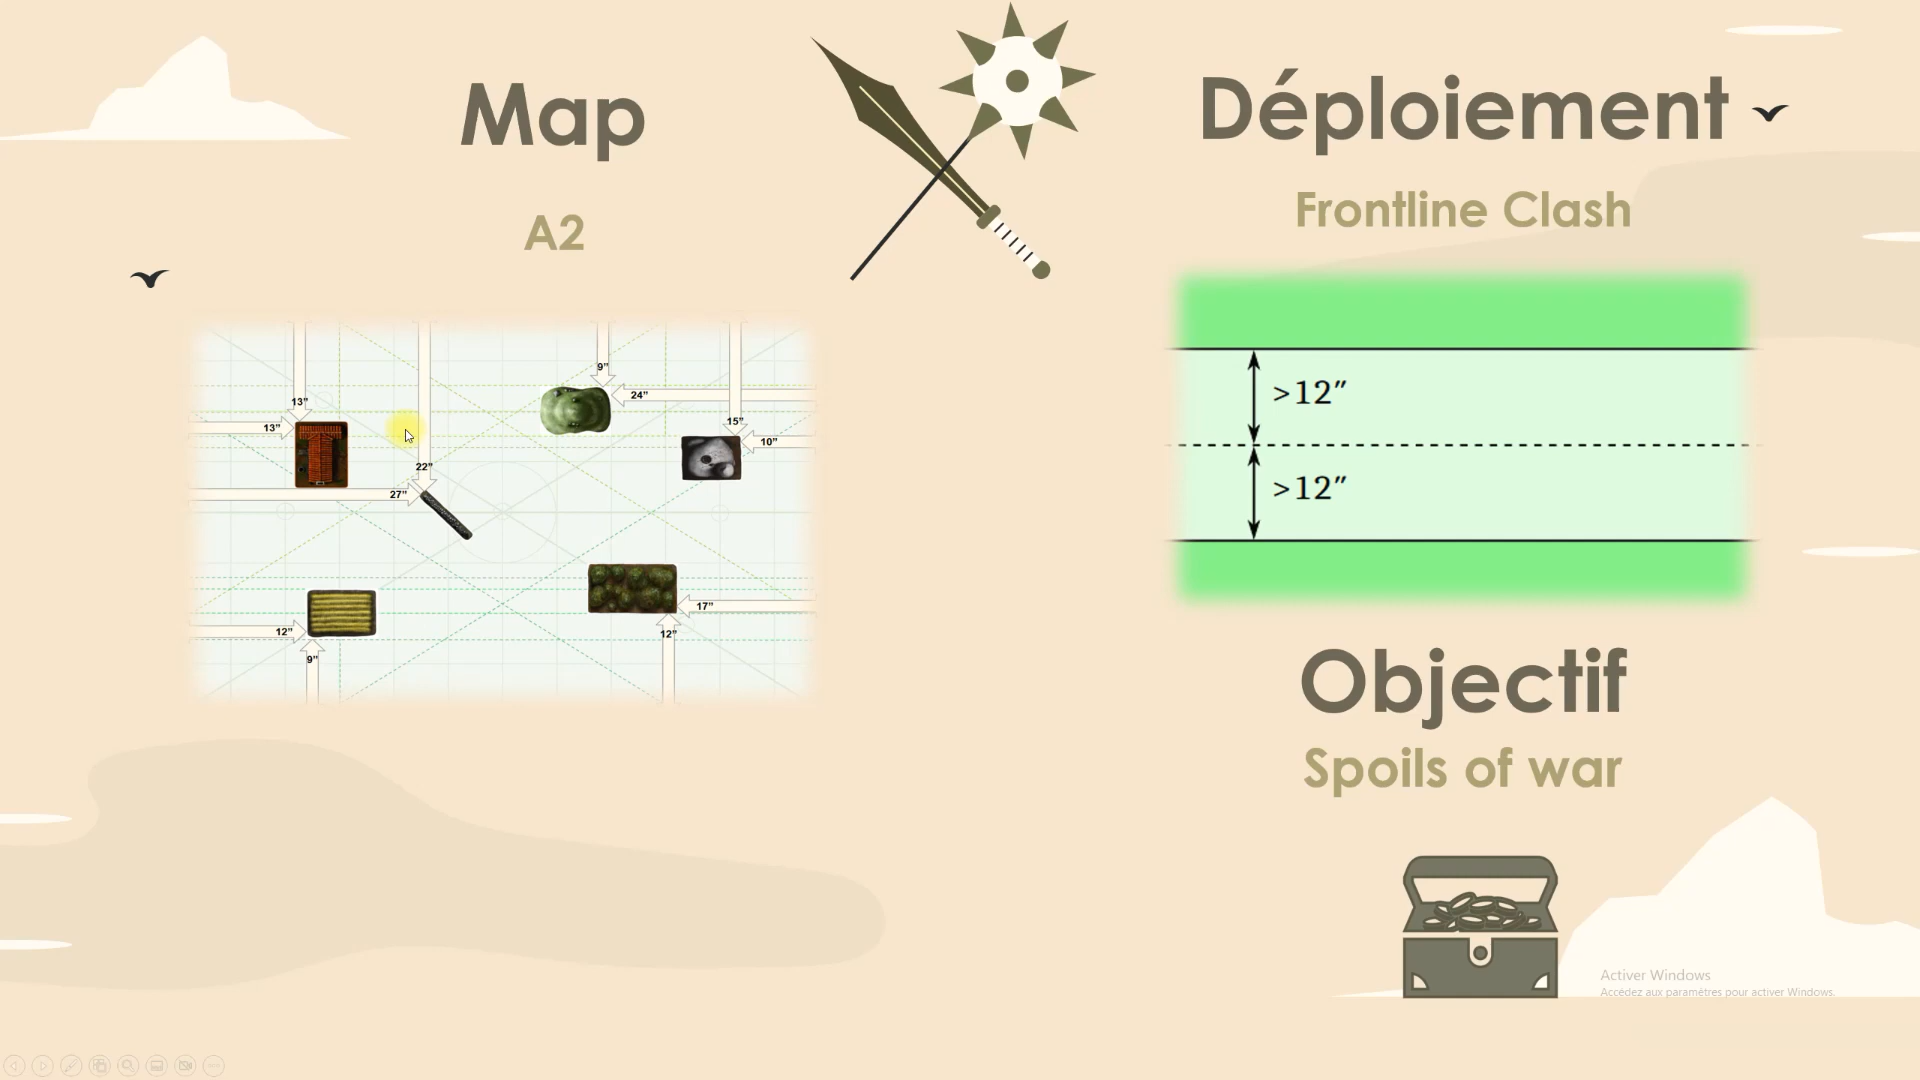 Map
A2
Déploiement
Frontline Clash
9”
24”
13”
13”
15”
10”
22”
27”
12”
9”
17”
12”
>12″
>12″
Objectif
Spoils of war
Activer Windows
Accédez aux paramètres pour activer Windows.